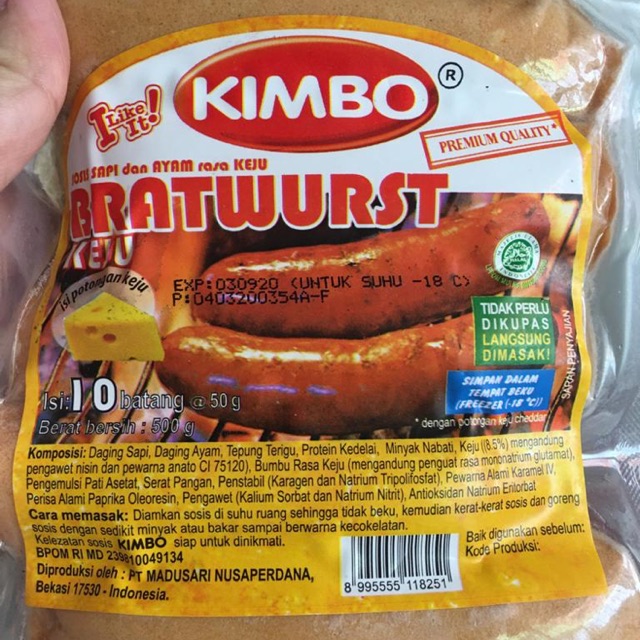 I Like It!
KIMBO ®
PREMIUM QUALITY*
SOSIS SAPI dan AYAM rasa KEJU
BRATWURST
KEJU
isi potongan keju
EXP:030920 (UNTUK SUHU -18 C)
P:0403200354A-F
TIDAK PERLU
DIKUPAS
LANGSUNG
DIMASAK!
SIMPAN DALAM
TEMPAT BEKU
(FREEZER (-18 °C))
SARAN PENYAJIAN
Isi: 10 batang @ 50 g
Berat bersih : 500 g
* dengan potongan keju cheddar
Komposisi: Daging Sapi, Daging Ayam, Tepung Terigu, Protein Kedelai, Minyak Nabati, Keju ((8.5%) mengandung
pengawet nisin dan pewarna anato CI 75120), Bumbu Rasa Keju (mengandung penguat rasa mononatrium glutamat),
Pengemulsi Pati Asetat, Serat Pangan, Penstabil (Karagen dan Natrium Tripolifosfat), Pewarna Alami Karamel IV,
Perisa Alami Paprika Oleoresin, Pengawet (Kalium Sorbat dan Natrium Nitrit), Antioksidan Natrium Eritorbat
Cara memasak: Diamkan sosis di suhu ruang sehingga tidak beku, kemudian kerat-kerat sosis dan goreng
sosis dengan sedikit minyak atau bakar sampai berwarna kecokelatan.
Kelezatan sosis KIMBO siap untuk dinikmati.
BPOM RI MD 239810049134
Diproduksi oleh : PT MADUSARI NUSAPERDANA,
Bekasi 17530 - Indonesia.
8 995555 118251
Baik digunakan sebelum:
Kode Produksi: